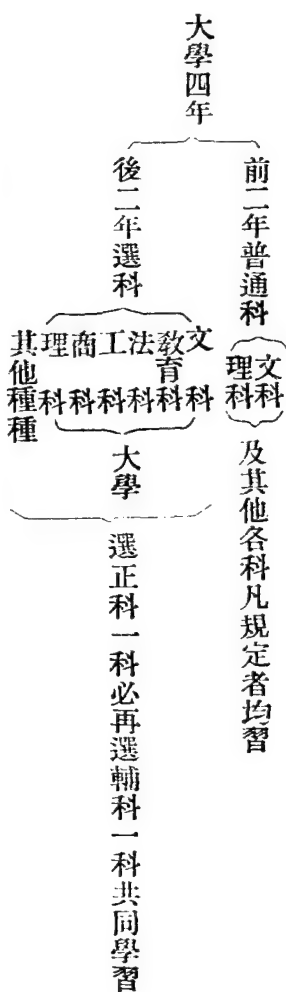 大學四年
前二年普通科
文科
理科
及其他各科凡規定者均習
後二年選科
文科
教育科
法科
工科
商科
理科
其他種種
大學
選正科一科必再選輔科一科共同學習